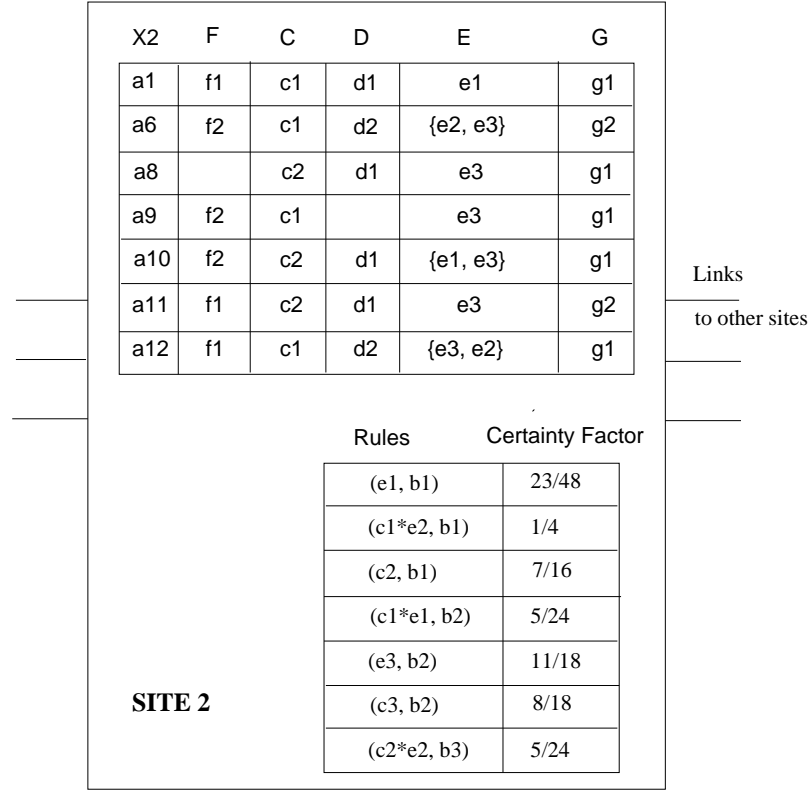 X2 F C D E G
a1 f1 c1 d1 e1 g1
a6 f2 c1 d2 {e2, e3} g2
a8 c2 d1 e3 g1
a9 f2 c1 e3 g1
a10 f2 c2 d1 {e1, e3} g1
a11 f1 c2 d1 e3 g2
a12 f1 c1 d2 {e3, e2} g1
Links
to other sites
Rules Certainty Factor
(e1, b1) 23/48
(c1*e2, b1) 1/4
(c2, b1) 7/16
(c1*e1, b2) 5/24
(e3, b2) 11/18
(c3, b2) 8/18
(c2*e2, b3) 5/24
SITE 2